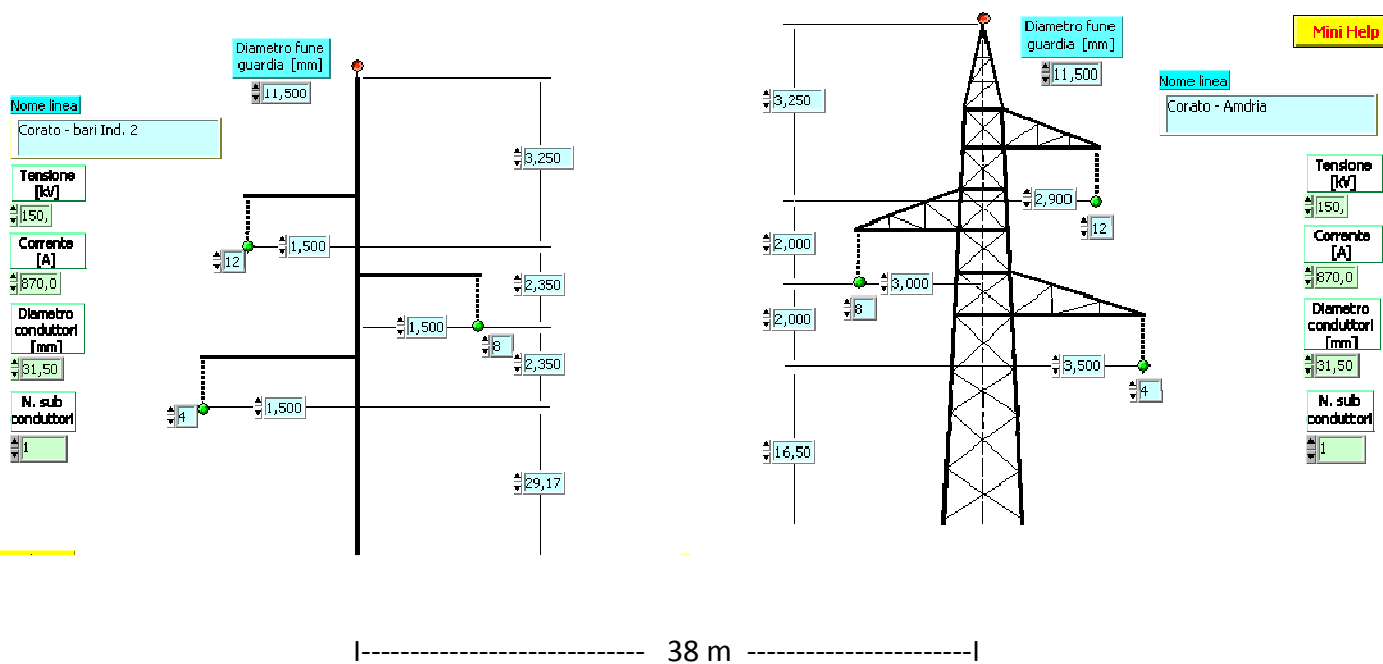 Diametro fune
guardia [mm]
11,500
Nome linea
Corato - bari Ind. 2
Tensione
[kV]
150,
Corrente
[A]
870,0
Diametro
conduttori
[mm]
31,50
N. sub
conduttori
1
3,250
12
1,500
2,350
1,500
8
2,350
4
1,500
29,17
Diametro fune
guardia [mm]
11,500
Mini Help
Nome linea
Corato - Amdria
3,250
2,900
12
2,000
3,000
8
2,000
3,500
4
16,50
Tensione
[kV]
150,
Corrente
[A]
870,0
Diametro
conduttori
[mm]
31,50
N. sub
conduttori
1
I---------------------------- 38 m -----------------------I